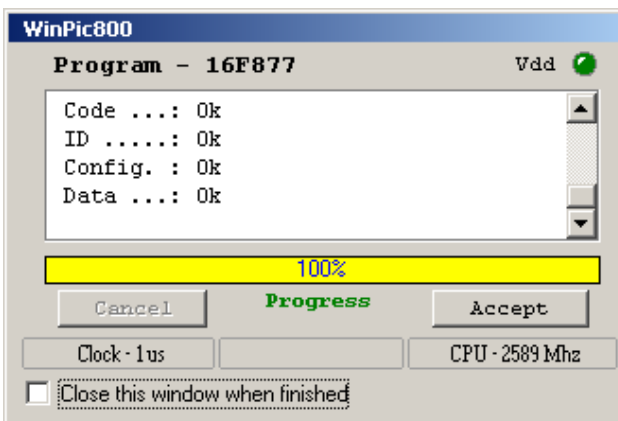 WinPic800
Program - 16F877 Vdd
Code ...: Ok
ID .....: Ok
Config. : Ok
Data ...: Ok
100%
Cancel Progress Accept
Clock - 1us CPU - 2589 Mhz
Close this window when finished